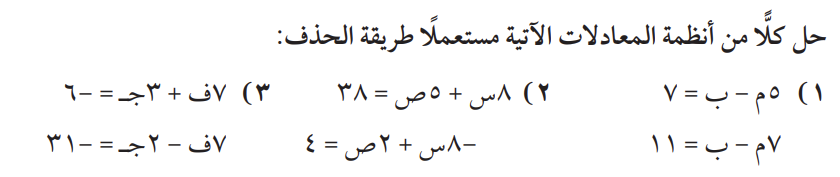 حل كلًّا من أنظمة المعادلات الآتية مستعملًا طريقة الحذف:
١) ٥م – ب = ٧ ٢) ٨س + ٥ص = ٣٨ ٣) ٧ف + ٣جـ = –٦
٧م – ب = ١١ –٨س + ٢ص = ٤ ٧ف – ٢جـ = –٣١